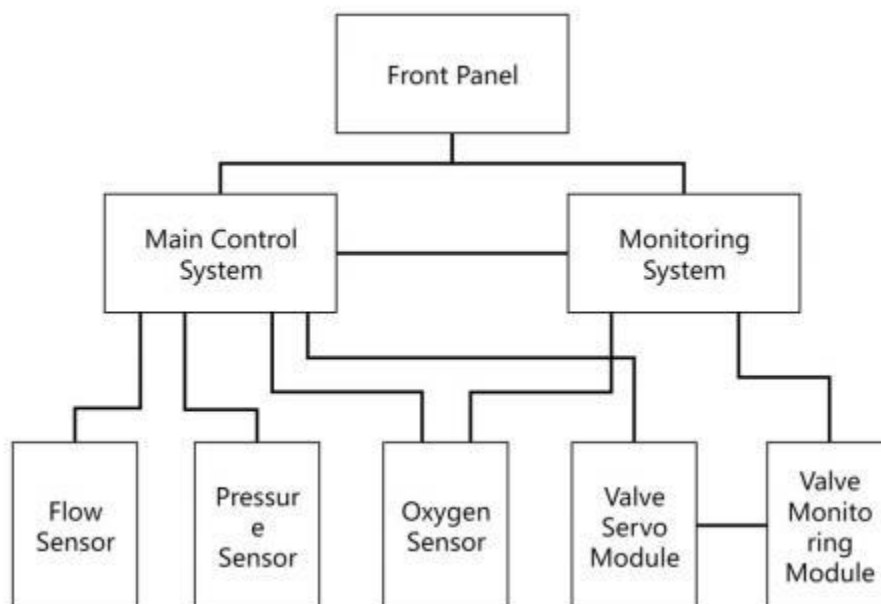 Front Panel
Main Control
System
Monitoring
System
Flow
Sensor
Pressur
e
Sensor
Oxygen
Sensor
Valve
Servo
Module
Valve
Monito
ring
Module